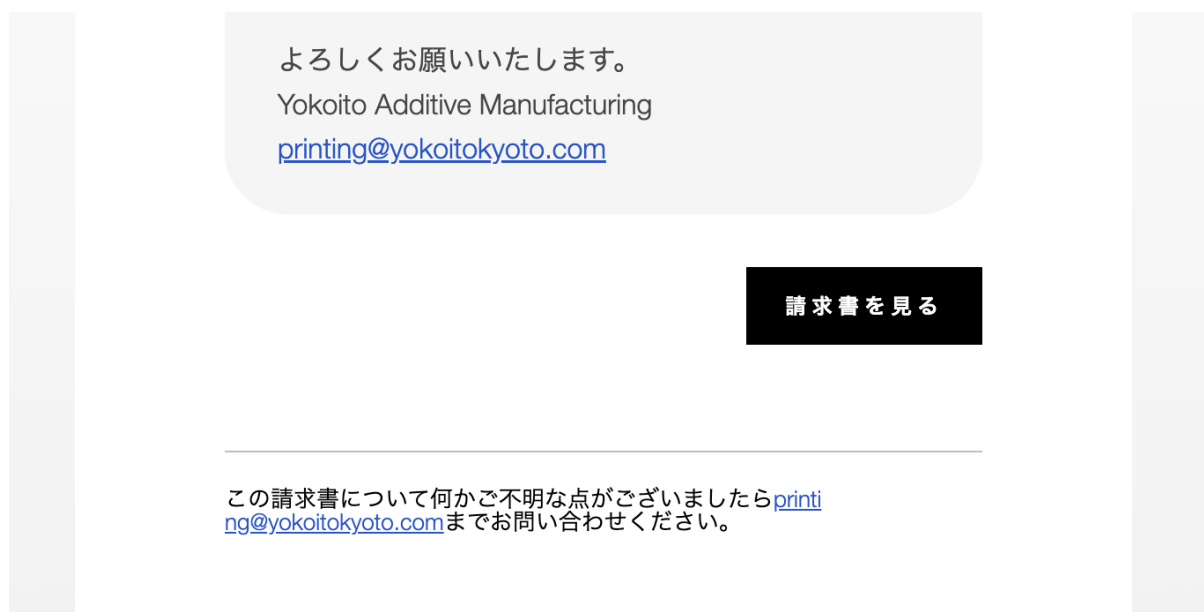 よろしくお願いいたします。
Yokoito Additive Manufacturing
printing@yokoitokyoto.com
請求書を見る
この請求書について何かご不明な点がございましたらprinti
ng@yokoitokyoto.comまでお問い合わせください。